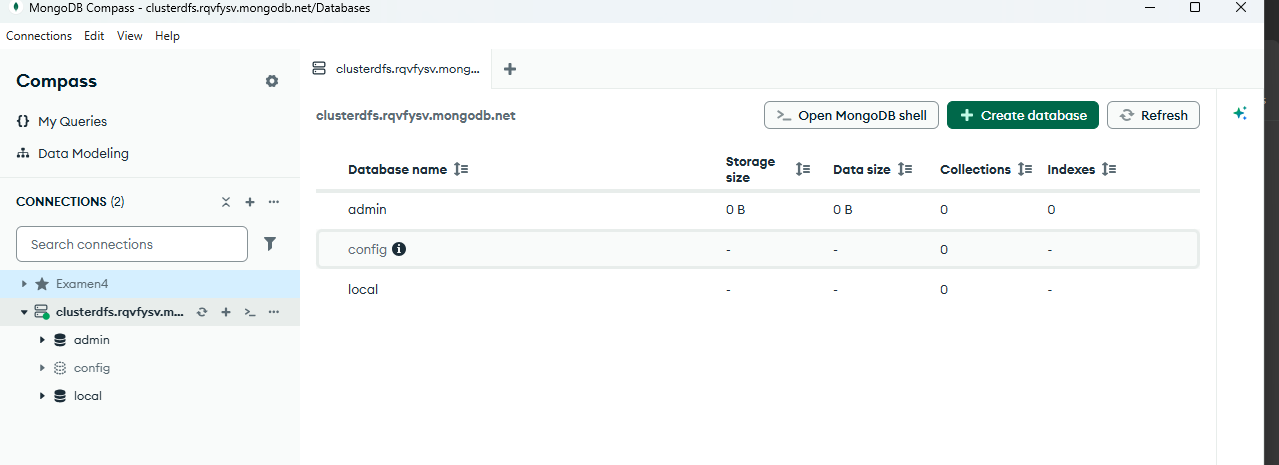 MongoDB Compass - clusterdfs.rqvfysv.mongodb.net/Databases
Connections Edit View Help
Compass
My Queries
Data Modeling
CONNECTIONS (2)
Search connections
Examen4
clusterdfs.rqvfysv.m...
admin
config
local
clusterdfs.rqvfysv.mong...
clusterdfs.rqvfysv.mongodb.net
Open MongoDB shell
Create database
Refresh
Database name Storage size Data size Collections Indexes
admin 0 B 0 B 0 0
config - - 0 -
local - - 0 -